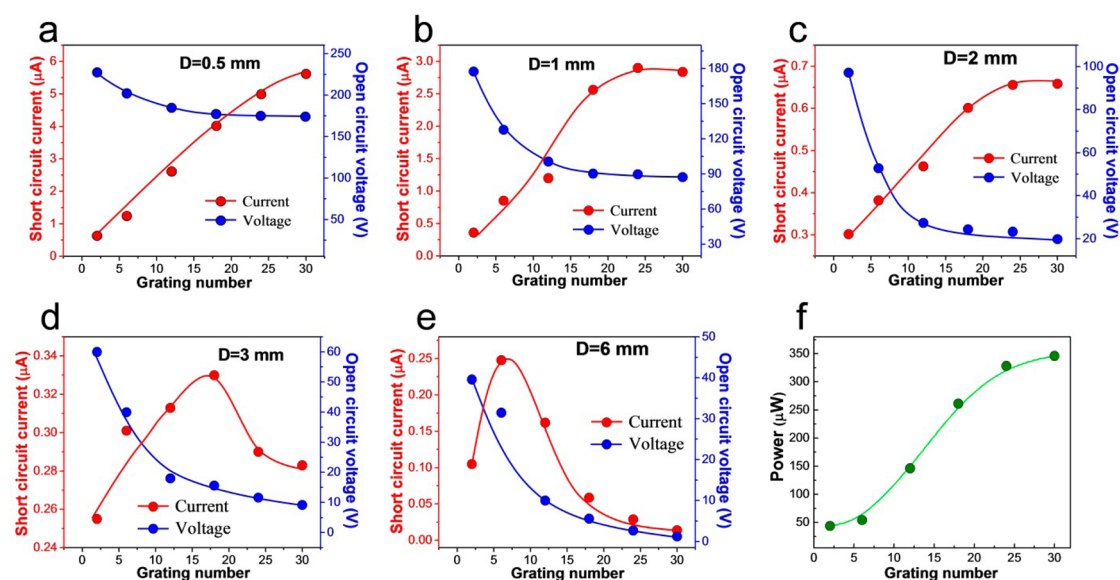 a
D=0.5 mm
Short circuit current (μA)
6
5
4
3
2
1
0
Open circuit voltage (V)
250
200
150
100
50
Current
Voltage
0 5 10 15 20 25 30
Grating number
b
D=1 mm
Short circuit current (μA)
3.0
2.5
2.0
1.5
1.0
0.5
0.0
Open circuit voltage (V)
180
150
120
90
60
30
Current
Voltage
0 5 10 15 20 25 30
Grating number
c
D=2 mm
Short circuit current (μA)
0.7
0.6
0.5
0.4
0.3
Open circuit voltage (V)
100
80
60
40
20
Current
Voltage
0 5 10 15 20 25 30
Grating number
d
D=3 mm
Short circuit current (μA)
0.34
0.32
0.30
0.28
0.26
0.24
Open circuit voltage (V)
60
50
40
30
20
10
0
Current
Voltage
0 5 10 15 20 25 30
Grating number
e
D=6 mm
Short circuit current (μA)
0.25
0.20
0.15
0.10
0.05
0.00
Open circuit voltage (V)
50
40
30
20
10
0
Current
Voltage
0 5 10 15 20 25 30
Grating number
f
Power (μW)
350
300
250
200
150
100
50
0 5 10 15 20 25 30
Grating number